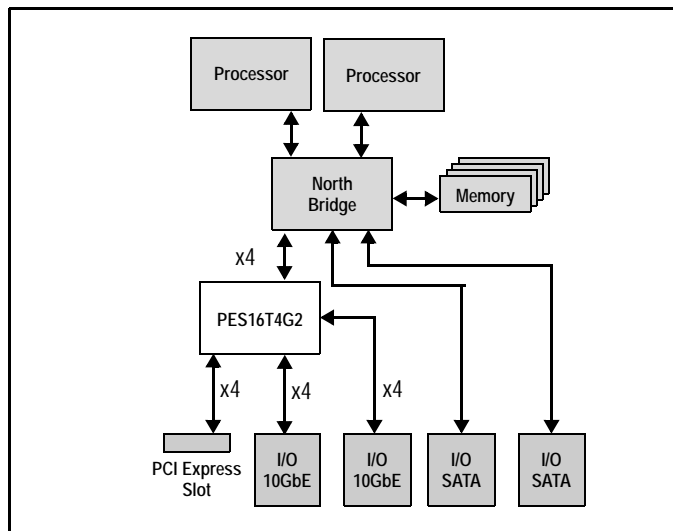 Processor
Processor
North
Bridge
Memory
x4
PES16T4G2
x4
x4
x4
PCI Express
Slot
I/O
10GbE
I/O
10GbE
I/O
SATA
I/O
SATA